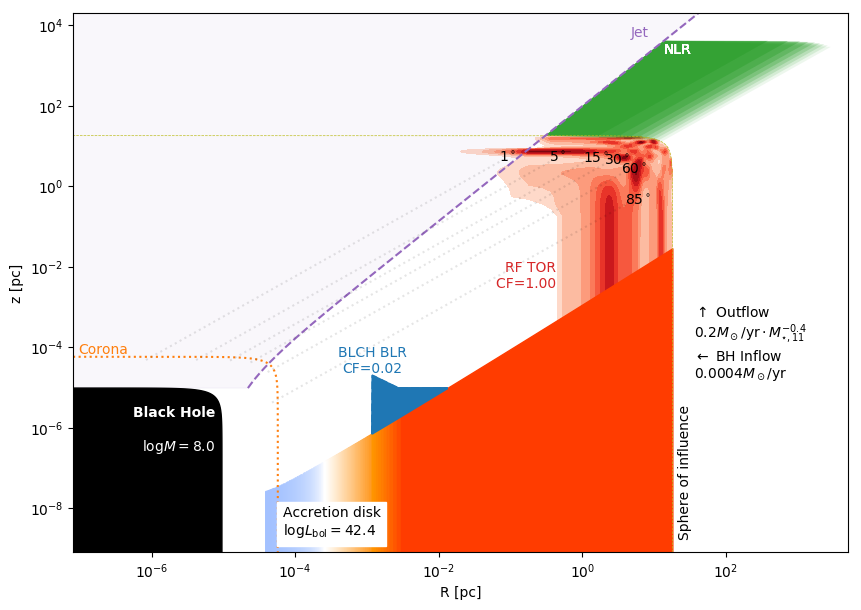 10^4
10^2
10^0
10^−2
10^−4
10^−6
10^−8
z [pc]
Jet
NLR
1° 5° 15° 30°
60°
85°
RF TOR
CF=1.00
↑ Outflow
0.2M⊙/yr · M•,11^−0.4
← BH Inflow
0.0004M⊙/yr
Corona
BLCH BLR
CF=0.02
Black Hole
logM = 8.0
Sphere of influence
Accretion disk
logLbol = 42.4
10^−6 10^−4 10^−2 10^0 10^2
R [pc]